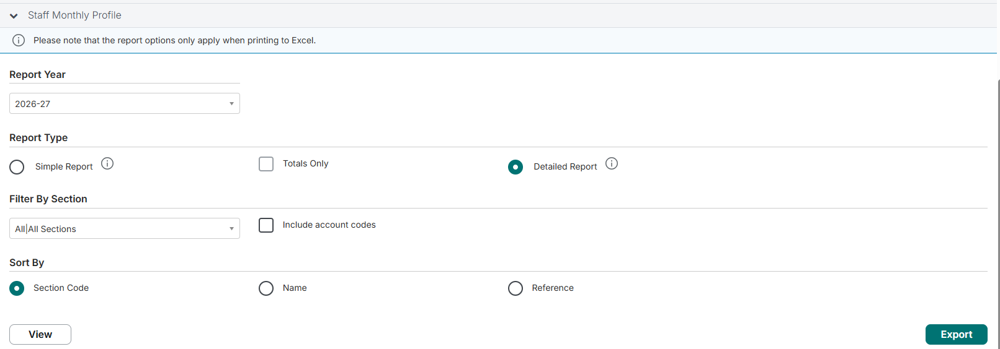 Staff Monthly Profile
Please note that the report options only apply when printing to Excel.
Report Year
2026-27
Report Type
Simple Report Totals Only Detailed Report
Filter By Section
All|All Sections Include account codes
Sort By
Section Code Name Reference
View Export